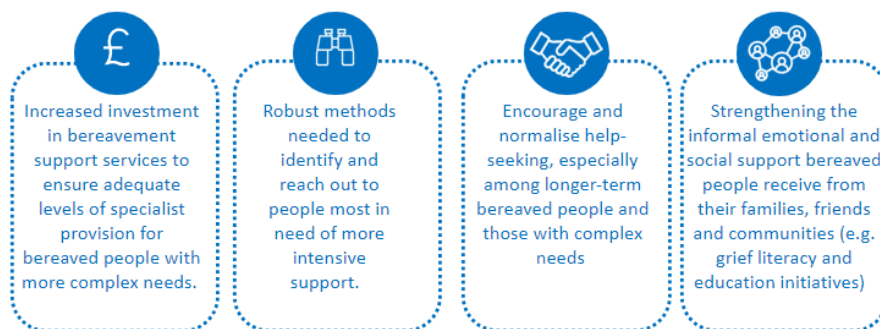 £
Increased investment
in bereavement
support services to
ensure adequate
levels of specialist
provision for
bereaved people with
more complex needs.
Robust methods
needed to
identify and
reach out to
people most in
need of more
intensive
support.
Encourage and
normalise help-
seeking, especially
among longer-term
bereaved people and
those with complex
needs
Strengthening the
informal emotional and
social support bereaved
people receive from
their families, friends
and communities (e.g.
grief literacy and
education initiatives)